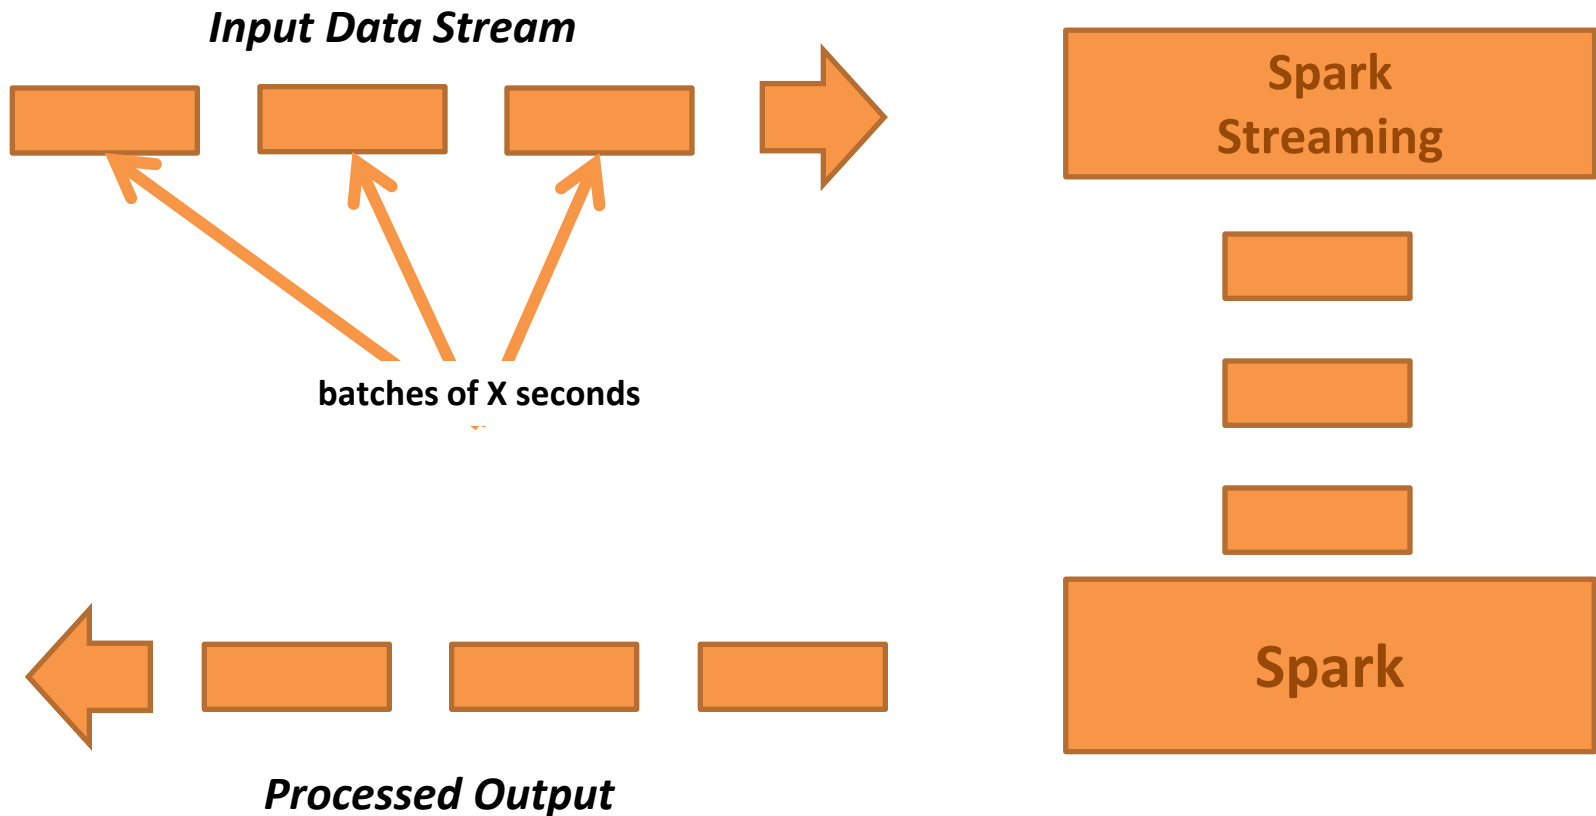 Input Data Stream
Spark
Streaming
batches of X seconds
Spark
Processed Output